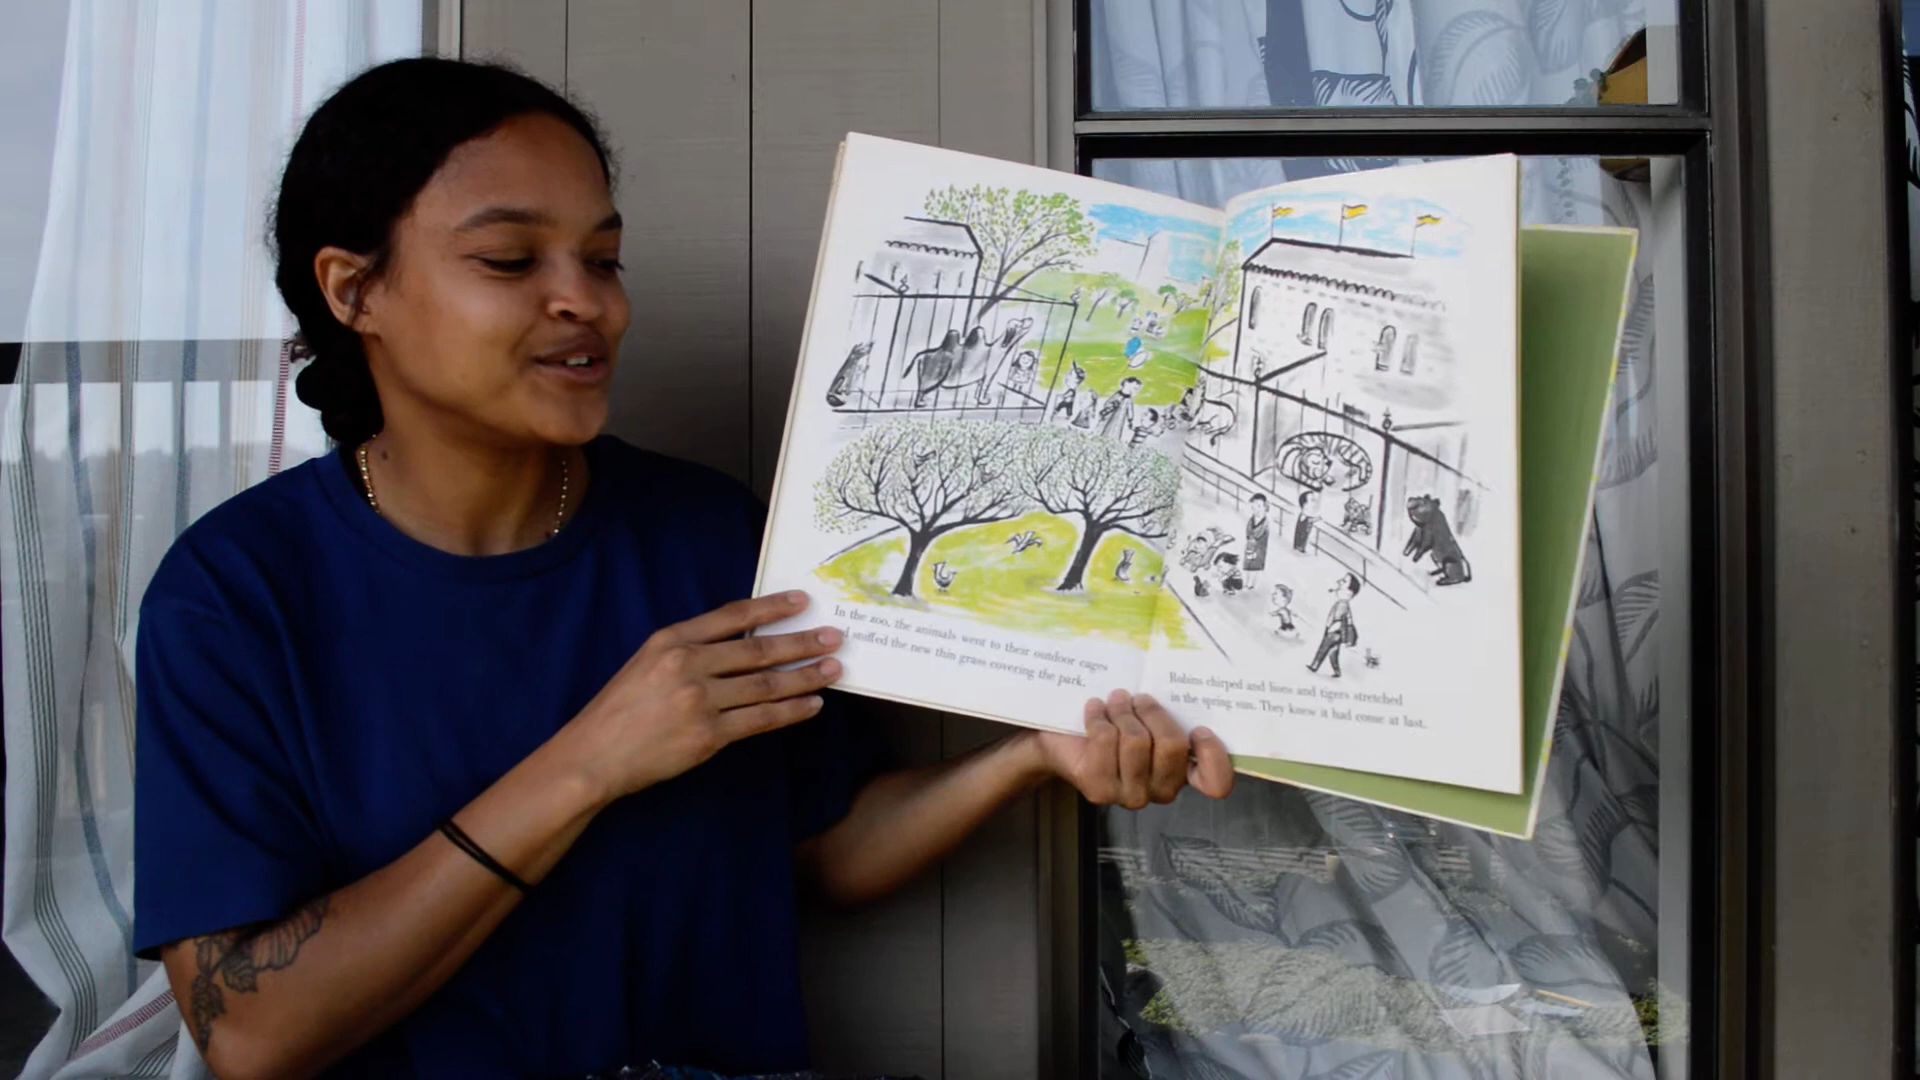 In the zoo, the animals went to their outdoor cages
and sniffed the new thin grass covering the park.
Robins chirped and lions and tigers stretched
in the spring sun. They knew it had come at last.